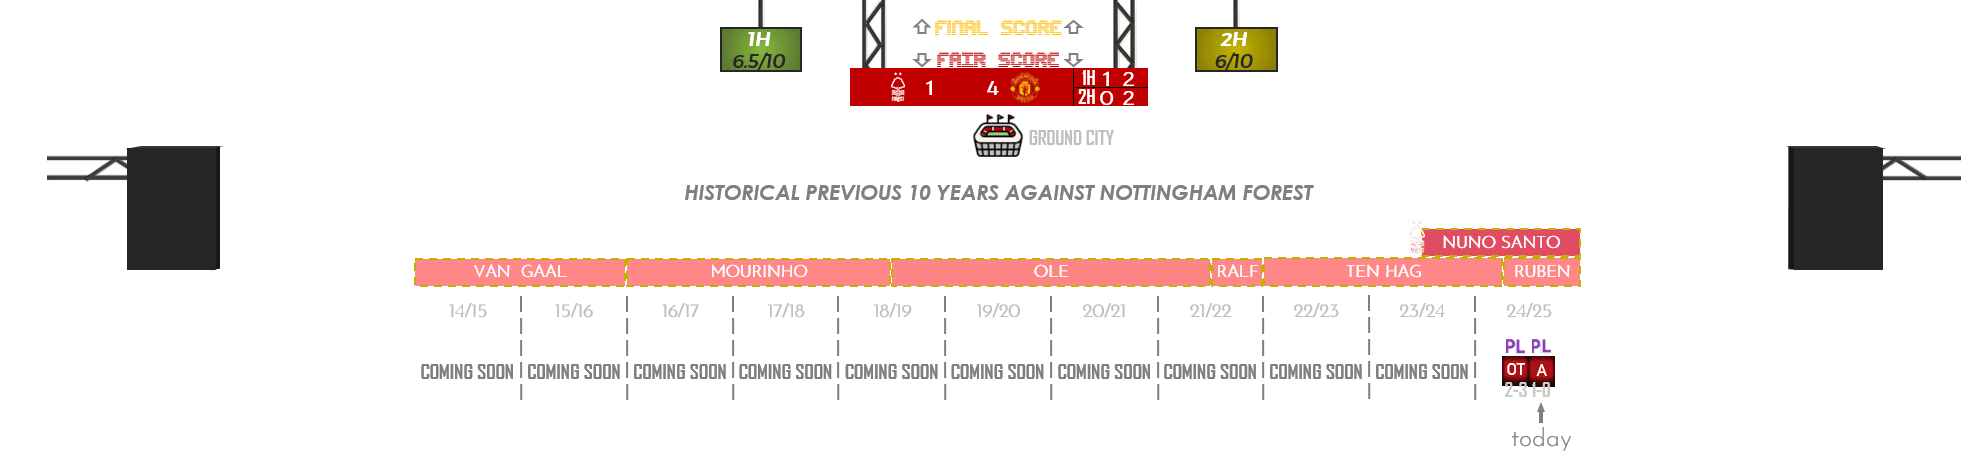 1H
6.5/10
FINAL SCORE
2H
6/10
FAIR SCORE
1 4
1H 1 2
2H 0 2
GROUND CITY
HISTORICAL PREVIOUS 10 YEARS AGAINST NOTTINGHAM FOREST
NUNO SANTO
VAN GAAL MOURINHO OLE RALF TEN HAG RUBEN
14/15 15/16 16/17 17/18 18/19 19/20 20/21 21/22 22/23 23/24 24/25
PL PL
COMING SOON COMING SOON COMING SOON COMING SOON COMING SOON COMING SOON COMING SOON COMING SOON COMING SOON COMING SOON OT A
2-3 1-0
today